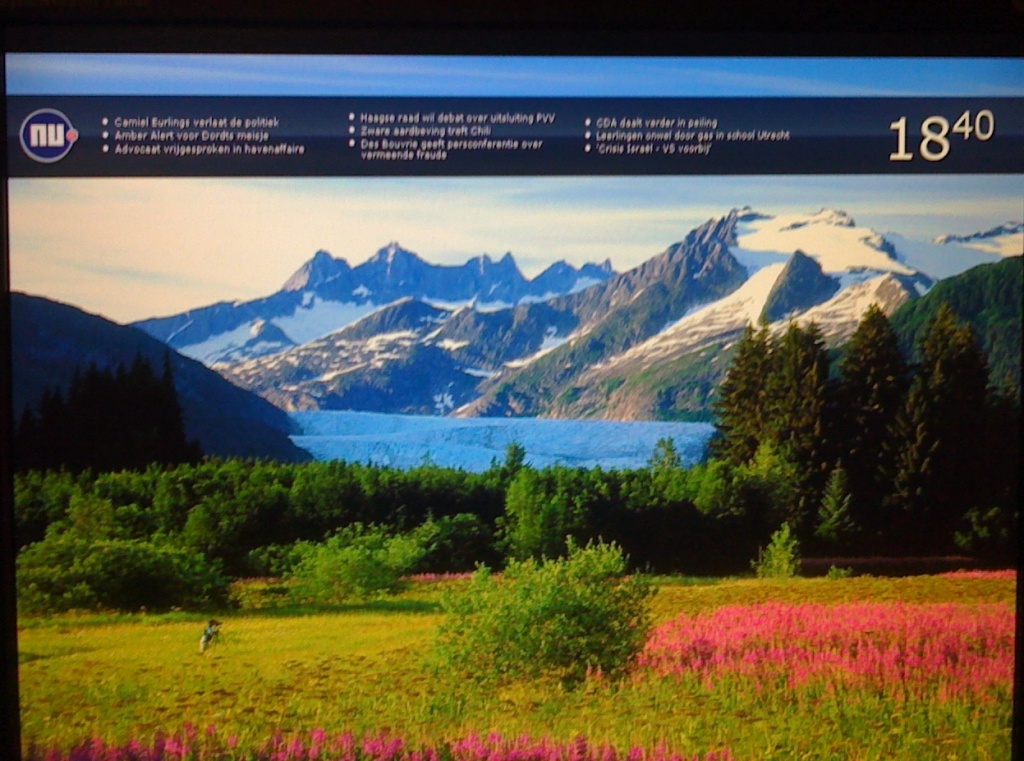 nu
Camiel Eurlings verlaat de politiek
Amber Alert voor Dordts meisje
Advocaat vrijgesproken in havenaffaire
Haagse raad wil debat over uitsluiting PVV
Zware aardbeving treft Chili
Des Bouvrie geeft persconferentie over
vermeende fraude
CDA daalt verder in peiling
Leerlingen onwel door gas in school Utrecht
'Crisis Israël - VS voorbij'
18 40